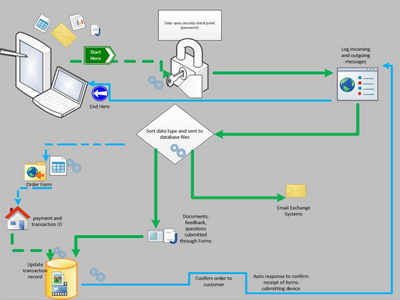 Data -pass security check point
(password)
Log incoming
and outgoing
messages
Start
Here
End Here
Sort data type and sent to
database files
Order Form
Email Exchange
Systems
payment and
transaction ID
Documents,
feedback,
questions
submitted
through Forms
Update
transaction
record
Confirm order to
customer
Auto response to confirm
receipt of forms
submitting device